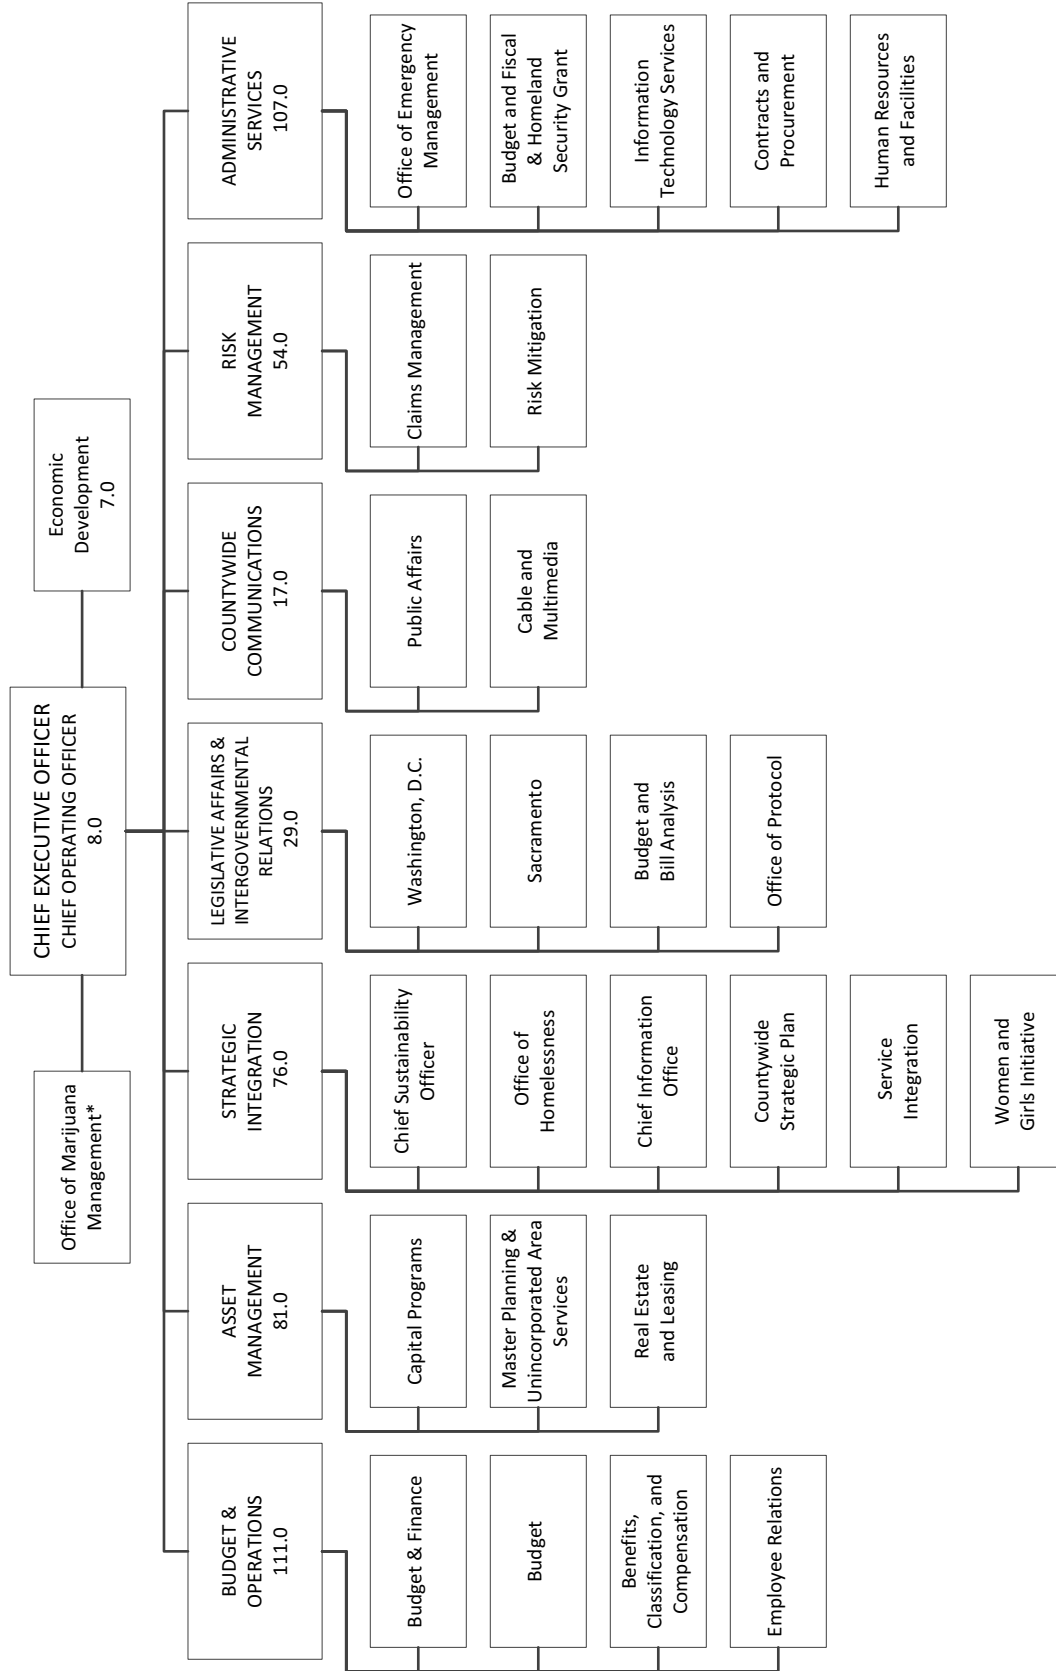 CHIEF EXECUTIVE OFFICER
CHIEF OPERATING OFFICER
8.0
Office of Marijuana
Management*
Economic
Development
7.0
BUDGET &
OPERATIONS
111.0
Budget & Finance
Budget
Benefits,
Classification, and
Compensation
Employee Relations
ASSET
MANAGEMENT
81.0
Capital Programs
Master Planning &
Unincorporated Area
Services
Real Estate
and Leasing
STRATEGIC
INTEGRATION
76.0
Chief Sustainability
Officer
Office of
Homelessness
Chief Information
Office
Countywide
Strategic Plan
Service
Integration
Women and
Girls Initiative
LEGISLATIVE AFFAIRS &
INTERGOVERNMENTAL
RELATIONS
29.0
Washington, D.C.
Sacramento
Budget and
Bill Analysis
Office of Protocol
COUNTYWIDE
COMMUNICATIONS
17.0
Public Affairs
Cable and
Multimedia
RISK
MANAGEMENT
54.0
Claims Management
Risk Mitigation
ADMINISTRATIVE
SERVICES
107.0
Office of Emergency
Management
Budget and Fiscal
& Homeland
Security Grant
Information
Technology Services
Contracts and
Procurement
Human Resources
and Facilities